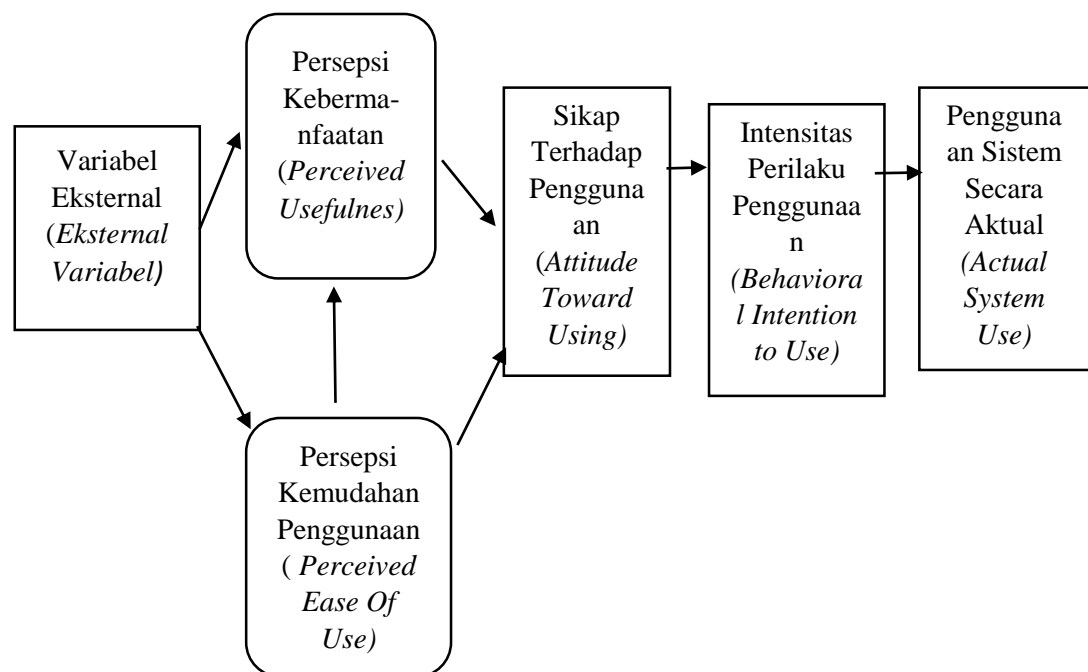 Variabel
Eksternal
(Eksternal
Variabel)
Persepsi
Keberma-
nfaatan
(Perceived
Usefulnes)
Persepsi
Kemudahan
Penggunaan
( Perceived
Ease Of
Use)
Sikap
Terhadap
Pengguna
an
(Attitude
Toward
Using)
Intensitas
Perilaku
Penggunaa
n
(Behaviora
l Intention
to Use)
Pengguna
an Sistem
Secara
Aktual
(Actual
System
Use)